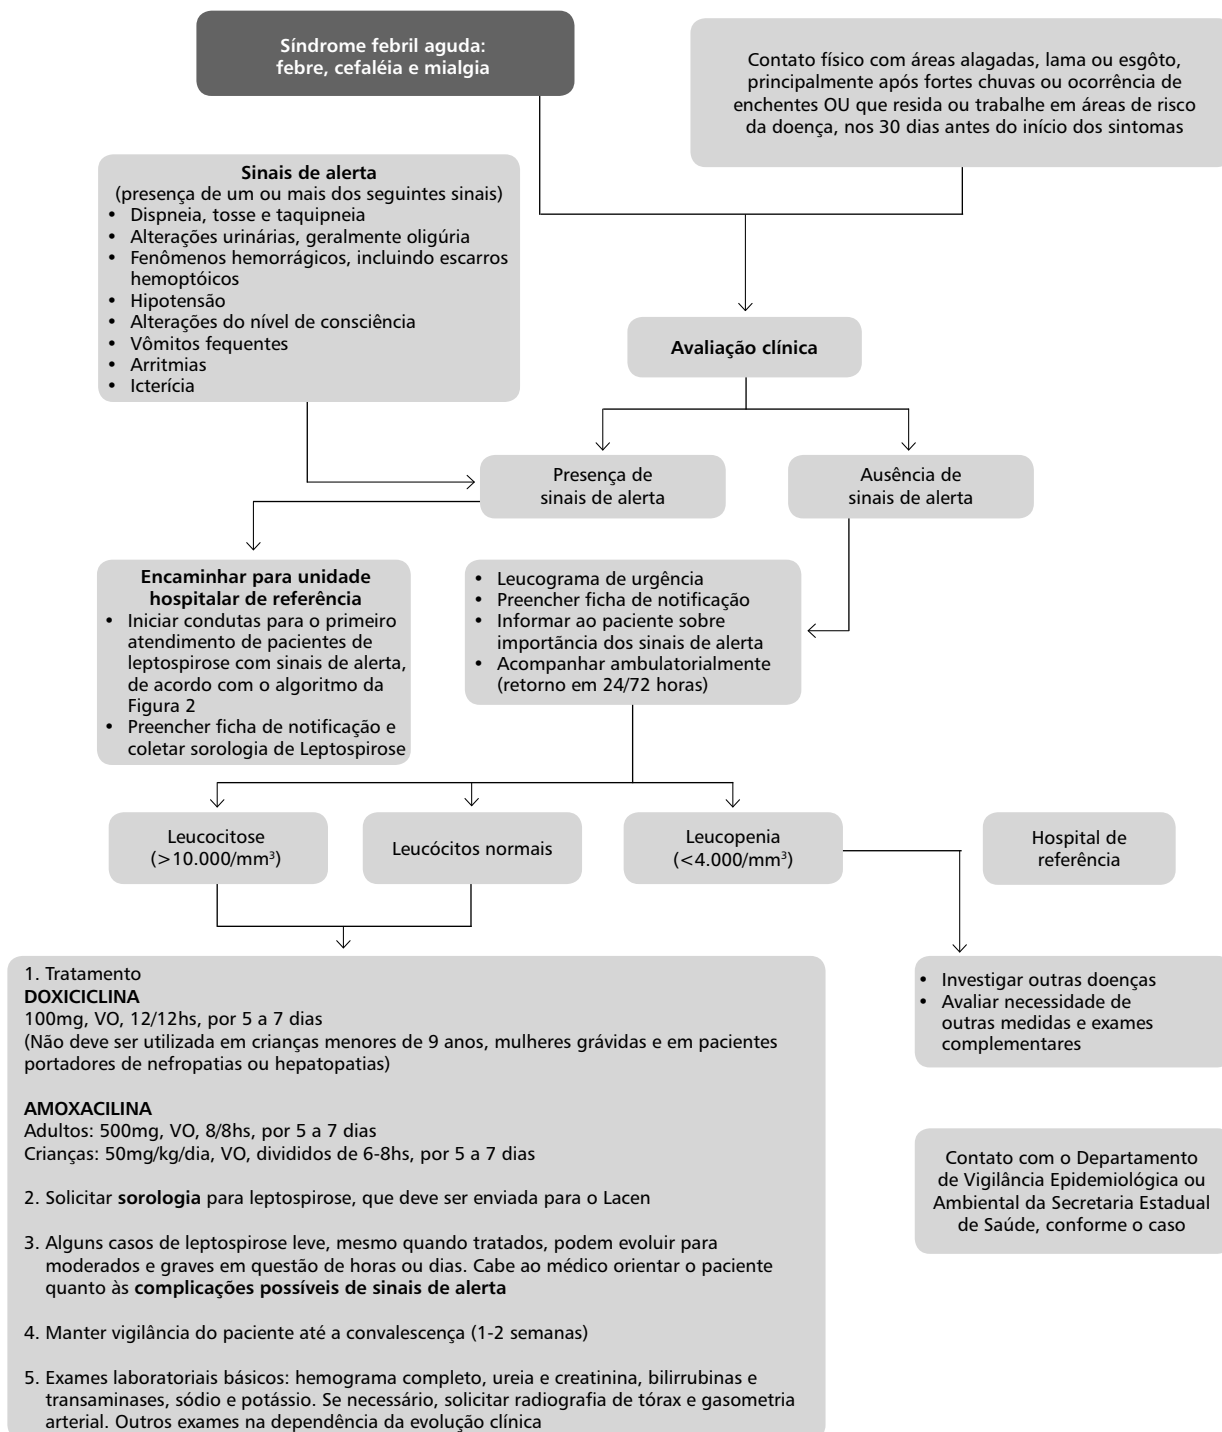 Síndrome febril aguda:
febre, cefaléia e mialgia
Contato físico com áreas alagadas, lama ou esgôto,
principalmente após fortes chuvas ou ocorrência de
enchentes OU que resida ou trabalhe em áreas de risco
da doença, nos 30 dias antes do início dos sintomas
Sinais de alerta
(presença de um ou mais dos seguintes sinais)
• Dispneia, tosse e taquipneia
• Alterações urinárias, geralmente oligúria
• Fenômenos hemorrágicos, incluindo escarros
hemoptóicos
• Hipotensão
• Alterações do nível de consciência
• Vômitos fequentes
• Arritmias
• Icterícia
Avaliação clínica
Presença de
sinais de alerta
Ausência de
sinais de alerta
Encaminhar para unidade
hospitalar de referência
• Iniciar condutas para o primeiro
atendimento de pacientes de
leptospirose com sinais de alerta,
de acordo com o algoritmo da
Figura 2
• Preencher ficha de notificação e
coletar sorologia de Leptospirose
• Leucograma de urgência
• Preencher ficha de notificação
• Informar ao paciente sobre
importância dos sinais de alerta
• Acompanhar ambulatorialmente
(retorno em 24/72 horas)
Leucocitose
(>10.000/mm³)
Leucócitos normais
Leucopenia
(<4.000/mm³)
Hospital de
referência
1. Tratamento
DOXICICLINA
100mg, VO, 12/12hs, por 5 a 7 dias
(Não deve ser utilizada em crianças menores de 9 anos, mulheres grávidas e em pacientes
portadores de nefropatias ou hepatopatias)
AMOXACILINA
Adultos: 500mg, VO, 8/8hs, por 5 a 7 dias
Crianças: 50mg/kg/dia, VO, divididos de 6-8hs, por 5 a 7 dias
2. Solicitar sorologia para leptospirose, que deve ser enviada para o Lacen
3. Alguns casos de leptospirose leve, mesmo quando tratados, podem evoluir para
moderados e graves em questão de horas ou dias. Cabe ao médico orientar o paciente
quanto às complicações possíveis de sinais de alerta
4. Manter vigilância do paciente até a convalescença (1-2 semanas)
5. Exames laboratoriais básicos: hemograma completo, ureia e creatinina, bilirrubinas e
transaminases, sódio e potássio. Se necessário, solicitar radiografia de tórax e gasometria
arterial. Outros exames na dependência da evolução clínica
• Investigar outras doenças
• Avaliar necessidade de
outras medidas e exames
complementares
Contato com o Departamento
de Vigilância Epidemiológica ou
Ambiental da Secretaria Estadual
de Saúde, conforme o caso